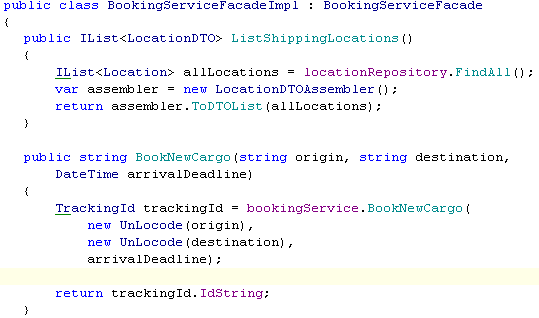 public class BookingServiceFacadeImpl : BookingServiceFacade
{
public IList<LocationDTO> ListShippingLocations()
{
IList<Location> allLocations = locationRepository.FindAll();
var assembler = new LocationDTOAssembler();
return assembler.ToDTOList(allLocations);
}
public string BookNewCargo(string origin, string destination,
DateTime arrivalDeadline)
{
TrackingId trackingId = bookingService.BookNewCargo(
new UnLocode(origin),
new UnLocode(destination),
arrivalDeadline);
return trackingId.IdString;
}